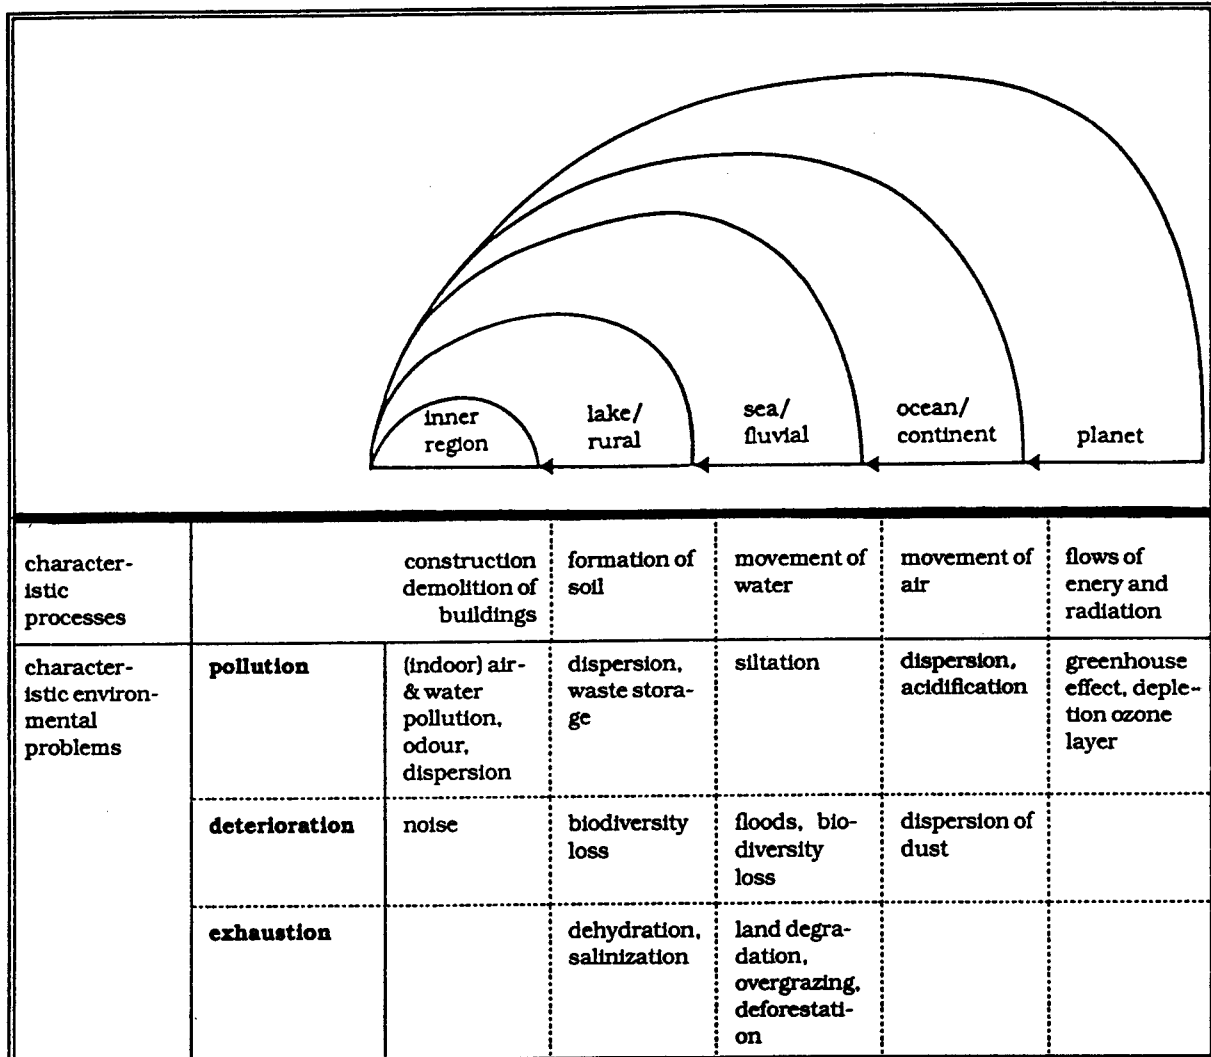 inner
region
lake/
rural
sea/
fluvial
ocean/
continent
planet
character-
istic
processes
construction
demolition of
buildings
formation of
soil
movement of
water
movement of
air
flows of
enery and
radiation
character-
istic environ-
mental
problems
pollution
(indoor) air-
& water
pollution,
odour,
dispersion
dispersion,
waste stora-
ge
siltation
dispersion,
acidification
greenhouse
effect, deple-
tion ozone
layer
deterioration
noise
biodiversity
loss
floods, bio-
diversity
loss
dispersion of
dust
exhaustion
dehydration,
salinization
land degra-
dation,
overgrazing,
deforestati-
on